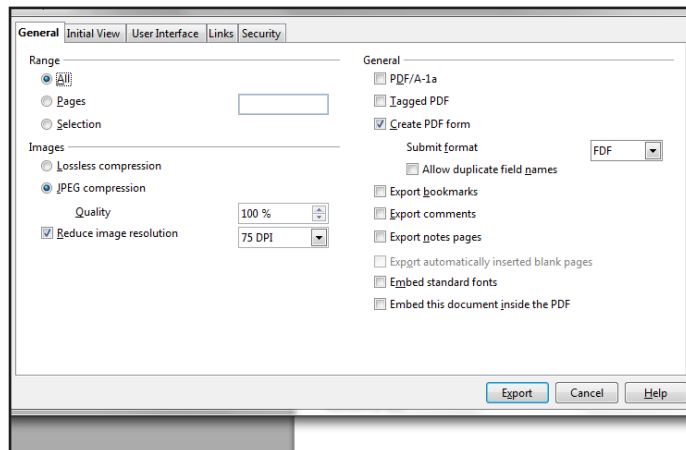 General Initial View User Interface Links Security
Range
All
Pages
Selection
Images
Lossless compression
JPEG compression
Quality 100 %
Reduce image resolution 75 DPI
General
PDF/A-1a
Tagged PDF
Create PDF form
Submit format FDF
Allow duplicate field names
Export bookmarks
Export comments
Export notes pages
Export automatically inserted blank pages
Embed standard fonts
Embed this document inside the PDF
Export Cancel Help